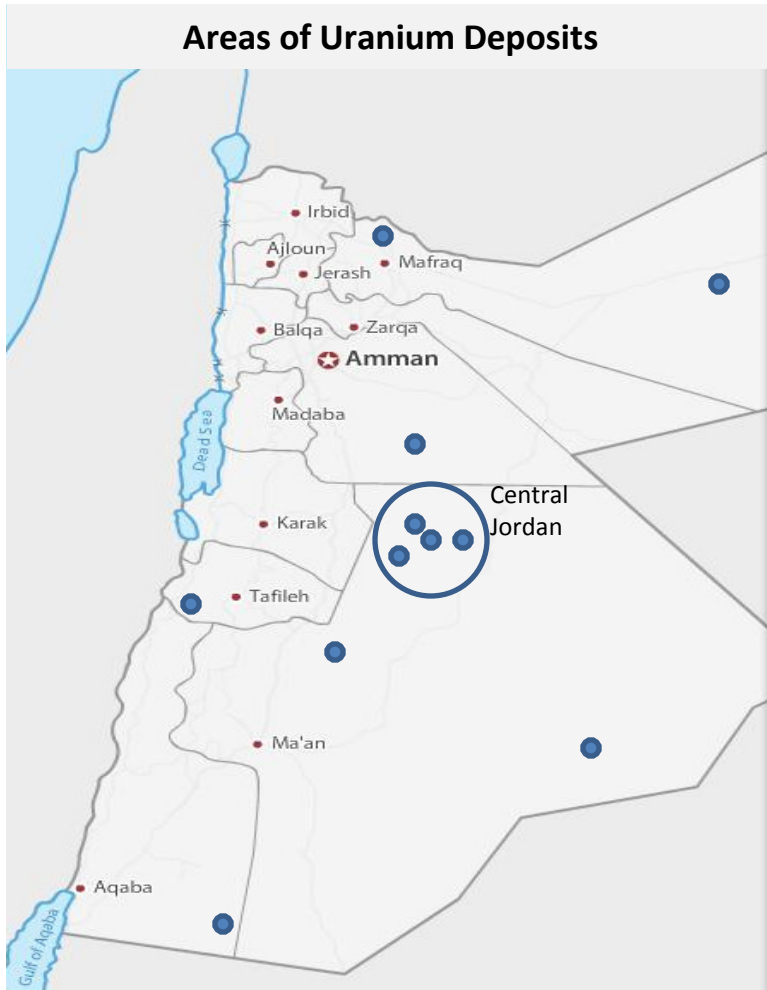 Areas of Uranium Deposits
Irbid
Ajloun
Jerash
Mafraq
Balqa
Zarqa
Amman
Madaba
Dead Sea
Central
Jordan
Karak
Tafileh
Ma'an
Aqaba
Gulf of Aqaba